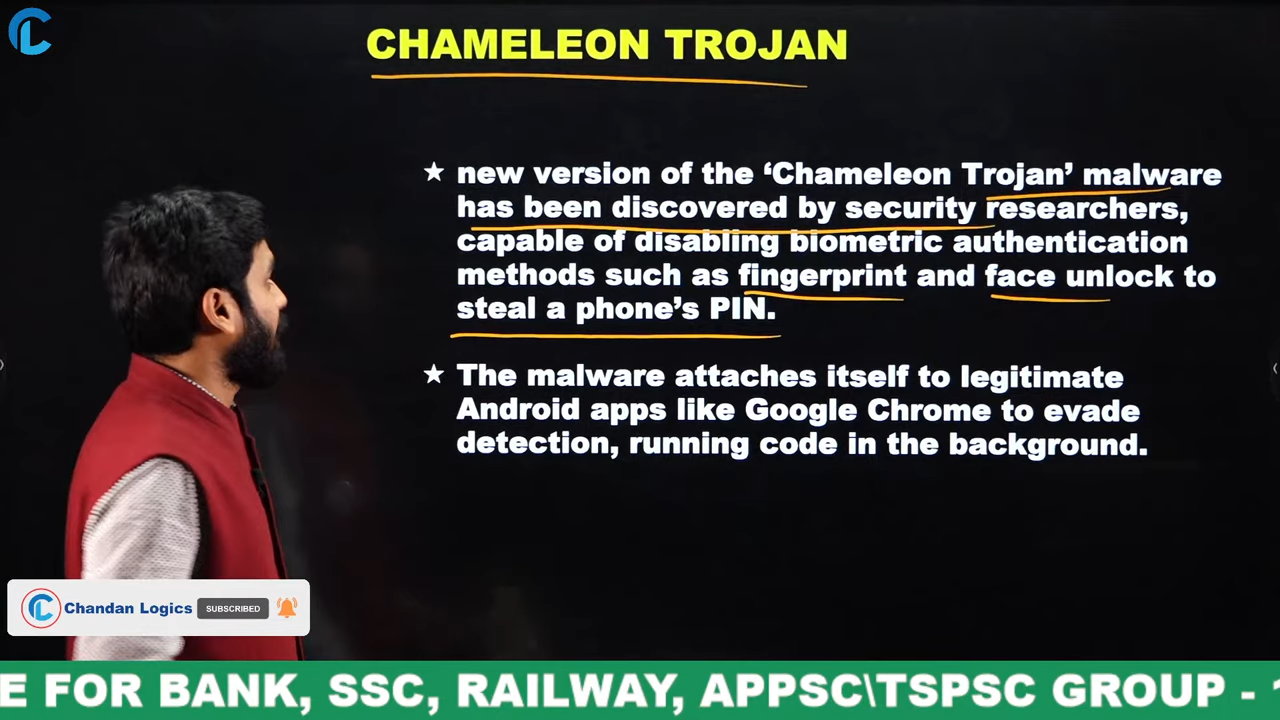 CHAMELEON TROJAN
★ new version of the ‘Chameleon Trojan’ malware
has been discovered by security researchers,
capable of disabling biometric authentication
methods such as fingerprint and face unlock to
steal a phone’s PIN.
★ The malware attaches itself to legitimate
Android apps like Google Chrome to evade
detection, running code in the background.
Chandan Logics SUBSCRIBED
E FOR BANK, SSC, RAILWAY, APPSC\TSPSC GROUP -